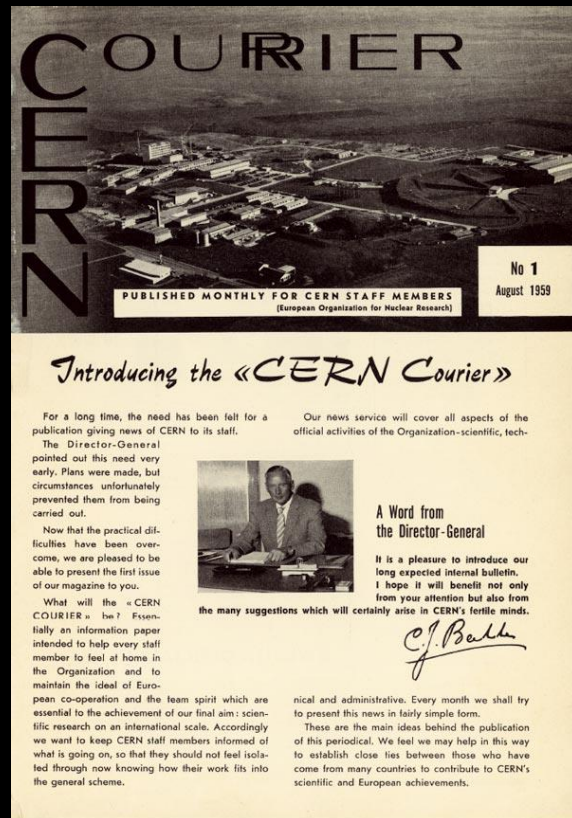 CERN
COURRIER
No 1
August 1959
PUBLISHED MONTHLY FOR CERN STAFF MEMBERS
(European Organization for Nuclear Research)
Introducing the «CERN Courier»
For a long time, the need has been felt for a
publication giving news of CERN to its staff.
The Director-General
pointed out this need very
early. Plans were made, but
circumstances unfortunately
prevented them from being
carried out.
Now that the practical dif-
ficulties have been over-
come, we are pleased to be
able to present the first issue
of our magazine to you.
What will the «CERN
COURIER» be? Essen-
tially an information paper
intended to help every staff
member to feel at home in
the Organization and to
maintain the ideal of Euro-
pean co-operation and the team spirit which are
essential to the achievement of our final aim: scien-
tific research on an international scale. Accordingly
we want to keep CERN staff members informed of
what is going on, so that they should not feel isola-
ted through now knowing how their work fits into
the general scheme.
Our news service will cover all aspects of the
official activities of the Organization-scientific, tech-
A Word from
the Director-General
It is a pleasure to introduce our
long expected internal bulletin.
I hope it will benefit not only
from your attention but also from
the many suggestions which will certainly arise in CERN's fertile minds.
C.J. Bakker
nical and administrative. Every month we shall try
to present this news in fairly simple form.
These are the main ideas behind the publication
of this periodical. We feel we may help in this way
to establish close ties between those who have
come from many countries to contribute to CERN's
scientific and European achievements.